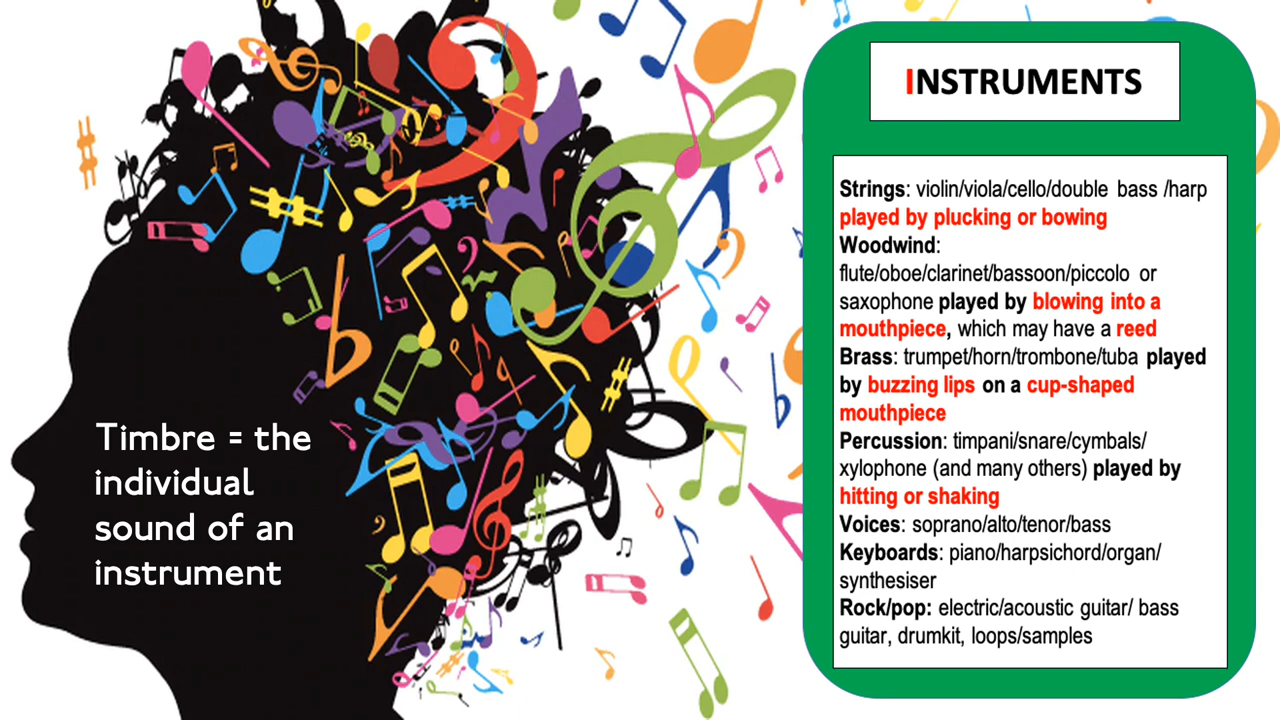 Timbre = the
individual
sound of an
instrument
INSTRUMENTS
Strings: violin/viola/cello/double bass /harp
played by plucking or bowing
Woodwind:
flute/oboe/clarinet/bassoon/piccolo or
saxophone played by blowing into a
mouthpiece, which may have a reed
Brass: trumpet/horn/trombone/tuba played
by buzzing lips on a cup-shaped
mouthpiece
Percussion: timpani/snare/cymbals/
xylophone (and many others) played by
hitting or shaking
Voices: soprano/alto/tenor/bass
Keyboards: piano/harpsichord/organ/
synthesiser
Rock/pop: electric/acoustic guitar/ bass
guitar, drumkit, loops/samples